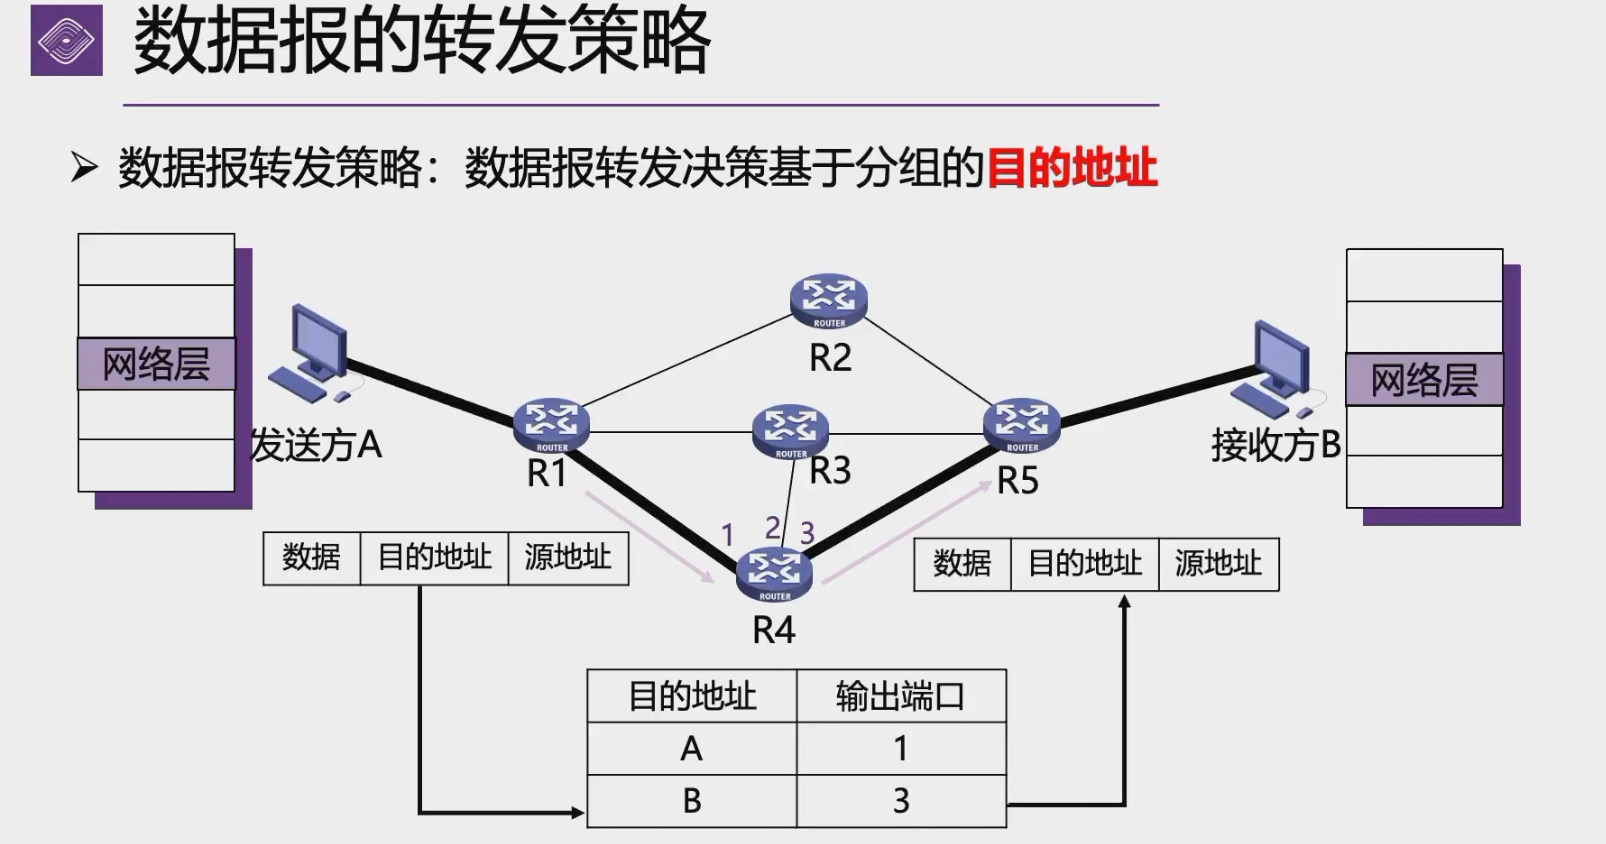 数据报的转发策略
数据报转发策略：数据报转发决策基于分组的目的地址
网络层
发送方A
ROUTER
R1
ROUTER
R2
ROUTER
R3
ROUTER
R5
接收方B
网络层
1 2 3
ROUTER
R4
数据 目的地址 源地址
数据 目的地址 源地址
目的地址 输出端口
A 1
B 3